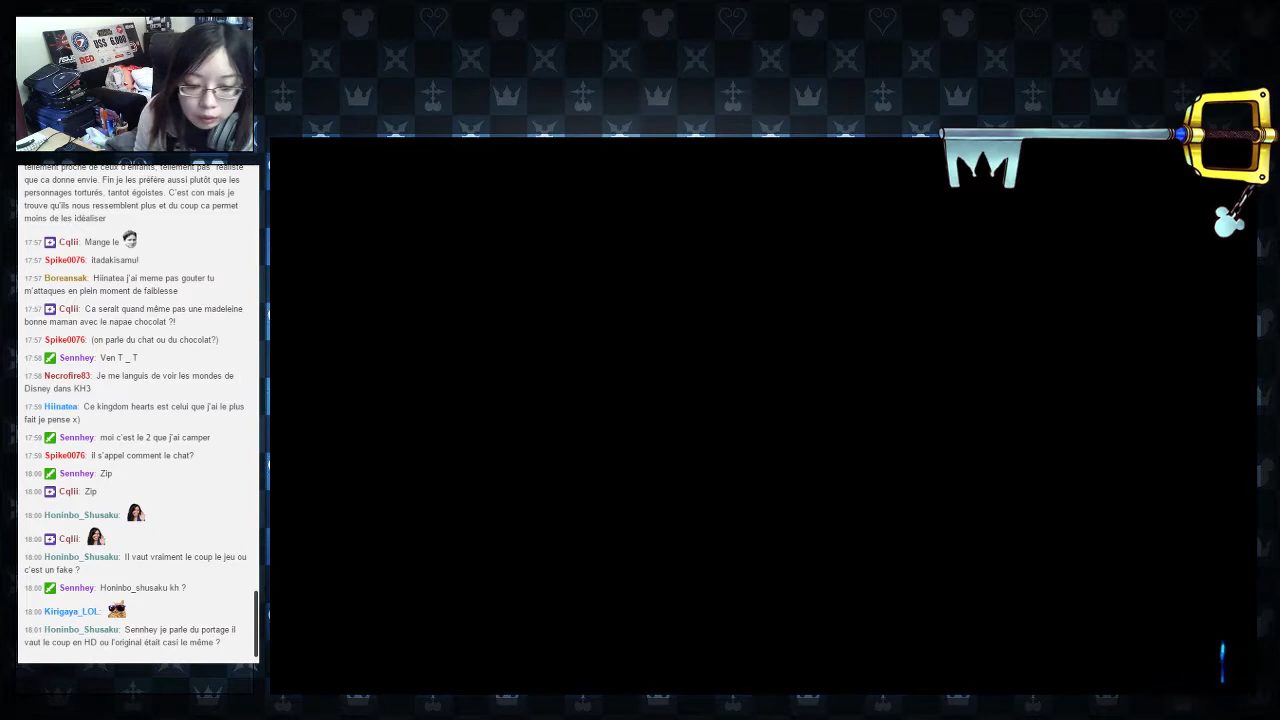 US$ 6,000
ASUS
RED
tellement proche de ceux d'enfants, tellement pas réaliste
que ca donne envie. Fin je les préfère aussi plutôt que les
personnages torturés, tantot égoistes. C'est con mais je
trouve qu'ils nous ressemblent plus et du coup ca permet
moins de les idéaliser
17:57 Cqlii: Mange le
17:57 Spike0076: itadakisamu!
17:57 Boreansak: Hiinatea j'ai meme pas gouter tu
m'attaques en plein moment de faiblesse
17:57 Cqlii: Ca serait quand même pas une madeleine
bonne maman avec le napae chocolat ?!
17:57 Spike0076: (on parle du chat ou du chocolat?)
17:58 Sennhey: Ven T _ T
17:58 Necrofire83: Je me languis de voir les mondes de
Disney dans KH3
17:59 Hiinatea: Ce kingdom hearts est celui que j'ai le plus
fait je pense x)
17:59 Sennhey: moi c'est le 2 que j'ai camper
17:59 Spike0076: il s'appel comment le chat?
18:00 Sennhey: Zip
18:00 Cqlii: Zip
18:00 Honinbo_Shusaku:
18:00 Cqlii:
18:00 Honinbo_Shusaku: Il vaut vraiment le coup le jeu ou
c'est un fake ?
18:00 Sennhey: Honinbo_shusaku kh ?
18:00 Kirigaya_LOL:
18:01 Honinbo_Shusaku: Sennhey je parle du portage il
vaut le coup en HD ou l'original était casi le même ?